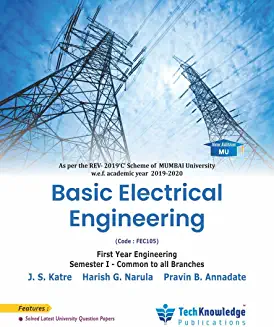 New Edition
MU
As per the REV- 2019'C' Scheme of MUMBAI University
w.e.f. academic year 2019-2020
Basic Electrical
Engineering
(Code : FEC105)
First Year Engineering
Semester I - Common to all Branches
J. S. Katre Harish G. Narula Pravin B. Annadate
Features :
Solved Latest University Question Papers
TechKnowledge
Publications